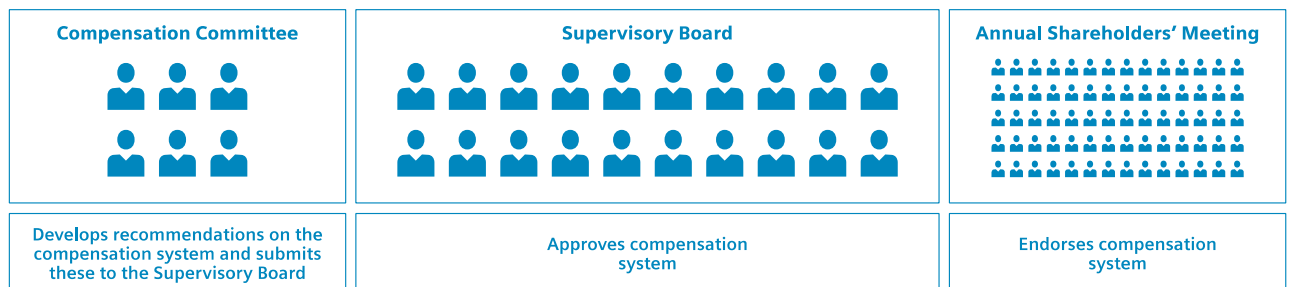 Compensation Committee
Supervisory Board
Annual Shareholders’ Meeting
Develops recommendations on the
compensation system and submits
these to the Supervisory Board
Approves compensation
system
Endorses compensation
system